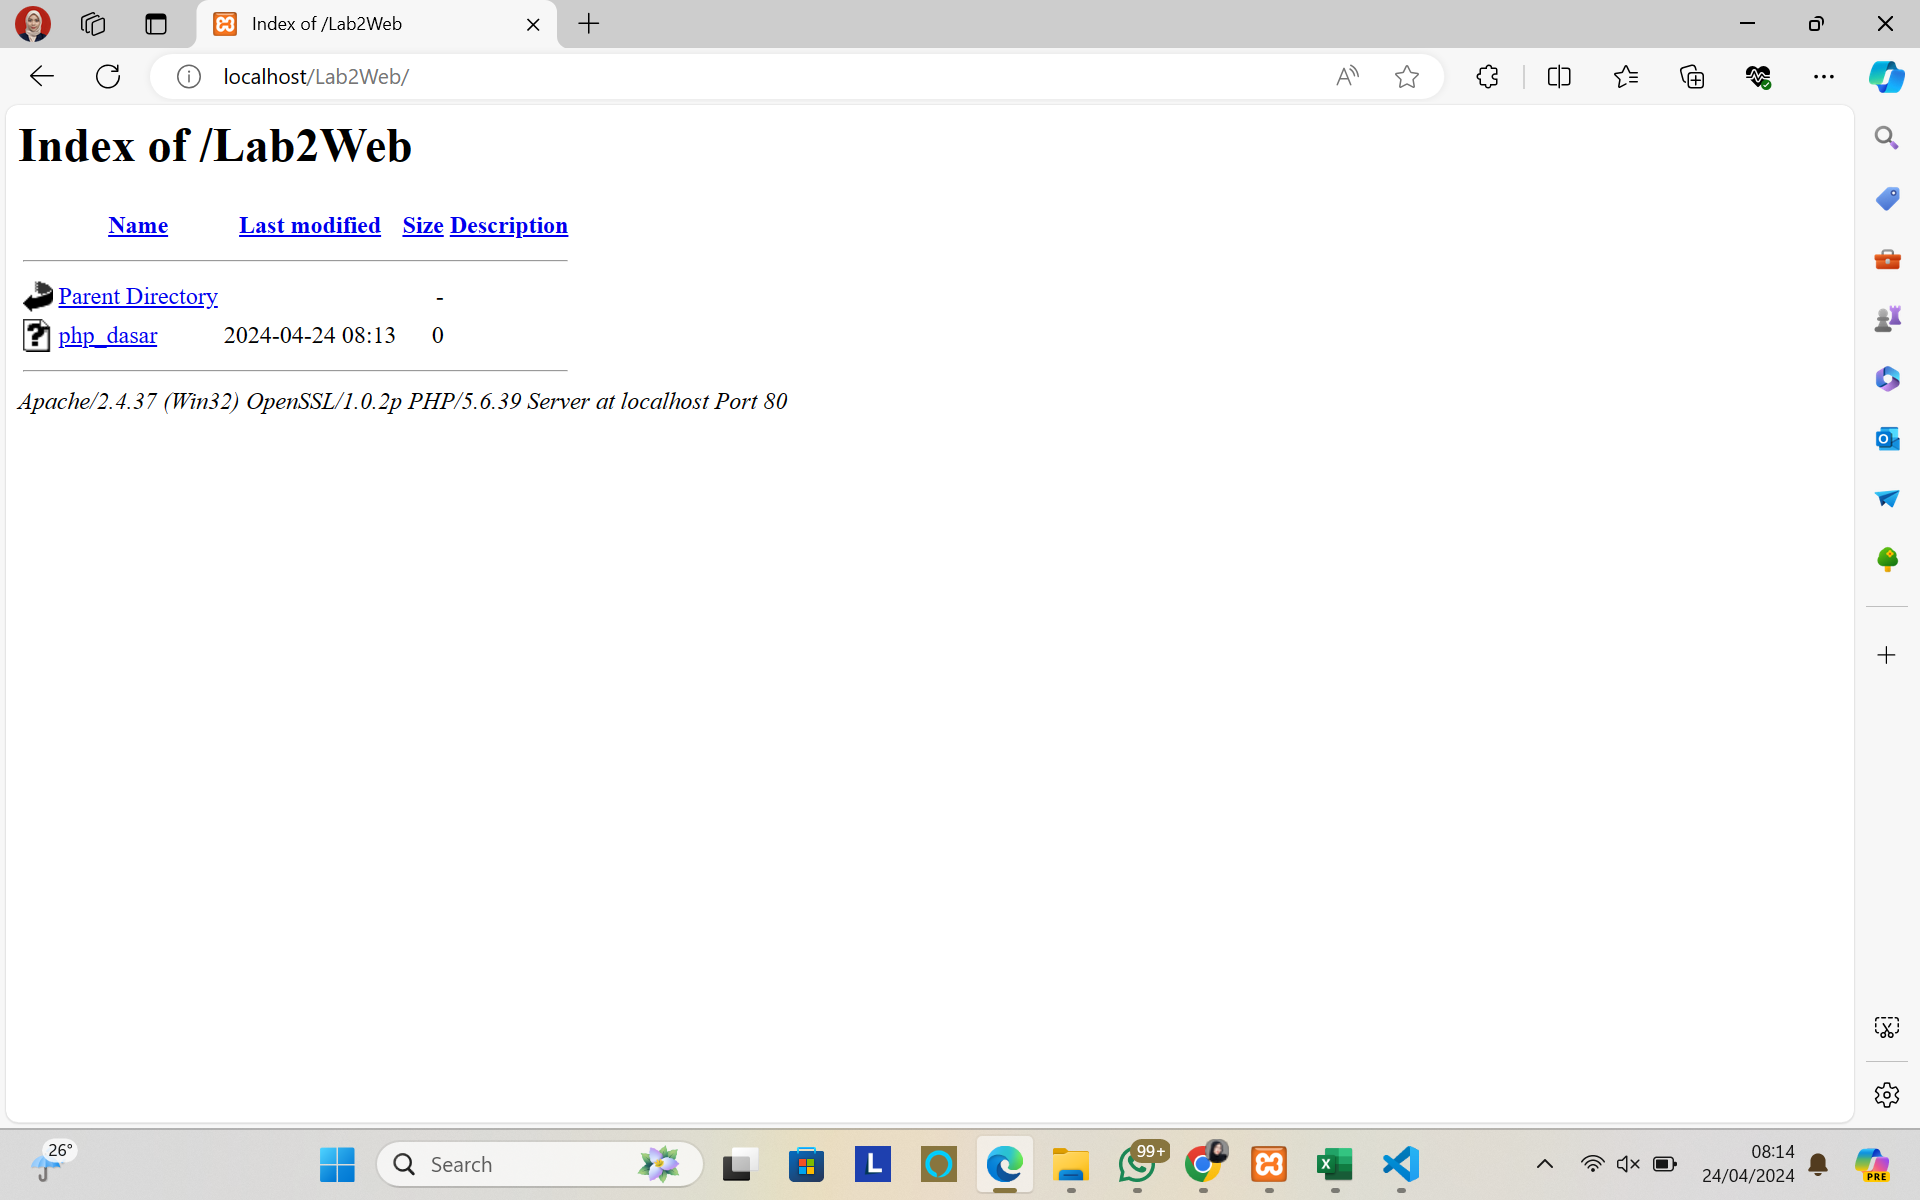 Index of /Lab2Web
localhost/Lab2Web/
Index of /Lab2Web
Name Last modified Size Description
Parent Directory -
php_dasar 2024-04-24 08:13 0
Apache/2.4.37 (Win32) OpenSSL/1.0.2p PHP/5.6.39 Server at localhost Port 80
26°
Search
L
99+
08:14
24/04/2024
PRE